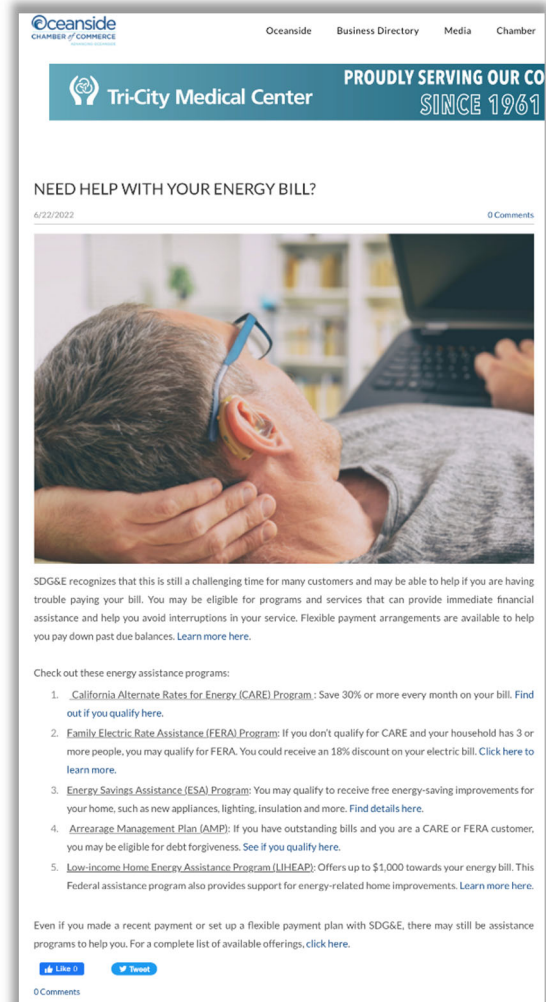 Oceanside
CHAMBER of COMMERCE
Oceanside Business Directory Media Chamber
Tri-City Medical Center
PROUDLY SERVING OUR CO
SINCE 1961
NEED HELP WITH YOUR ENERGY BILL?
6/22/2022 0 Comments
SDG&E recognizes that this is still a challenging time for many customers and may be able to help if you are having
trouble paying your bill. You may be eligible for programs and services that can provide immediate financial
assistance and help you avoid interruptions in your service. Flexible payment arrangements are available to help
you pay down past due balances. Learn more here.
Check out these energy assistance programs:
1. California Alternate Rates for Energy (CARE) Program : Save 30% or more every month on your bill. Find
out if you qualify here.
2. Family Electric Rate Assistance (FERA) Program: If you don't qualify for CARE and your household has 3 or
more people, you may qualify for FERA. You could receive an 18% discount on your electric bill. Click here to
learn more.
3. Energy Savings Assistance (ESA) Program: You may qualify to receive free energy-saving improvements for
your home, such as new appliances, lighting, insulation and more. Find details here.
4. Arrearage Management Plan (AMP): If you have outstanding bills and you are a CARE or FERA customer,
you may be eligible for debt forgiveness. See if you qualify here.
5. Low-income Home Energy Assistance Program (LIHEAP): Offers up to $1,000 towards your energy bill. This
Federal assistance program also provides support for energy-related home improvements. Learn more here.
Even if you made a recent payment or set up a flexible payment plan with SDG&E, there may still be assistance
programs to help you. For a complete list of available offerings, click here.
Like 0 Tweet
0 Comments